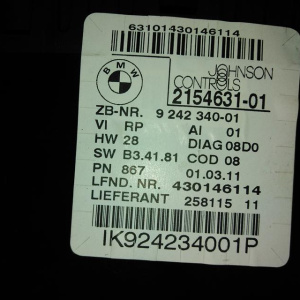 63101430146114
BMW
JOHNSON CONTROLS
2154631-01
ZB-NR. 9 242 340-01
VI RP AI 01
HW 28 DIAG 08D0
SW B3.41.81 COD 08
PN 867 01.03.11
LFND. NR. 430146114
LIEFERANT 258115 11
IK924234001P